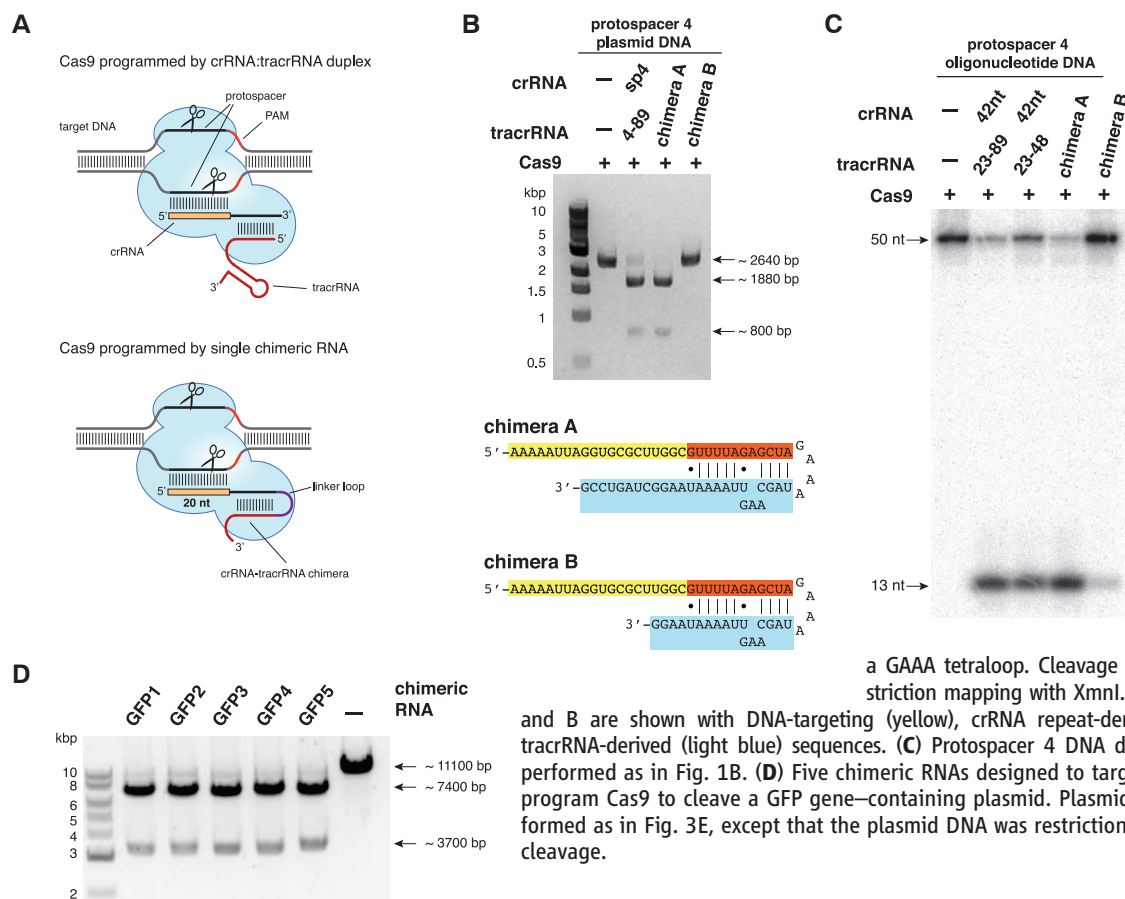 A
Cas9 programmed by crRNA:tracrRNA duplex
protospacer
PAM
target DNA
5'
3'
5'
crRNA
3'
tracrRNA
Cas9 programmed by single chimeric RNA
linker loop
5'
20 nt
3'
crRNA-tracrRNA chimera
B
protospacer 4
plasmid DNA
crRNA — sp4 chimera A chimera B
tracrRNA — 4-89
Cas9 + + + +
kbp
10
5
3
2
1.5
1
0.5
~ 2640 bp
~ 1880 bp
~ 800 bp
chimera A
5'-AAAAAUUAGGUGCGCUUGGCGUUUUAGAGCUA
G
A
A
A
3'-GCCUGAUCGGAAUAAAAUU CGAU
GAA
chimera B
5'-AAAAAUUAGGUGCGCUUGGCGUUUUAGAGCUA
G
A
A
A
3'-GGAAUAAAAUU CGAU
GAA
C
protospacer 4
oligonucleotide DNA
crRNA — 42nt 42nt chimera A chimera B
tracrRNA — 23-89 23-48
Cas9 + + + + +
50 nt
13 nt
D
GFP1 GFP2 GFP3 GFP4 GFP5 — chimeric
RNA
kbp
10
8
6
5
4
3
2
~ 11100 bp
~ 7400 bp
~ 3700 bp
a GAAA tetraloop. Cleavage
striction mapping with XmnI.
and B are shown with DNA-targeting (yellow), crRNA repeat-der
tracrRNA-derived (light blue) sequences. (C) Protospacer 4 DNA d
performed as in Fig. 1B. (D) Five chimeric RNAs designed to targ
program Cas9 to cleave a GFP gene–containing plasmid. Plasmid
formed as in Fig. 3E, except that the plasmid DNA was restriction
cleavage.